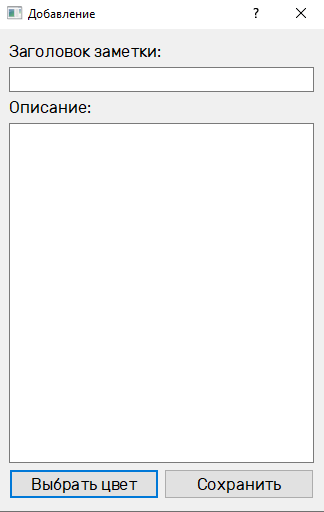 Добавление
?
Заголовок заметки:
Описание:
Выбрать цвет
Сохранить